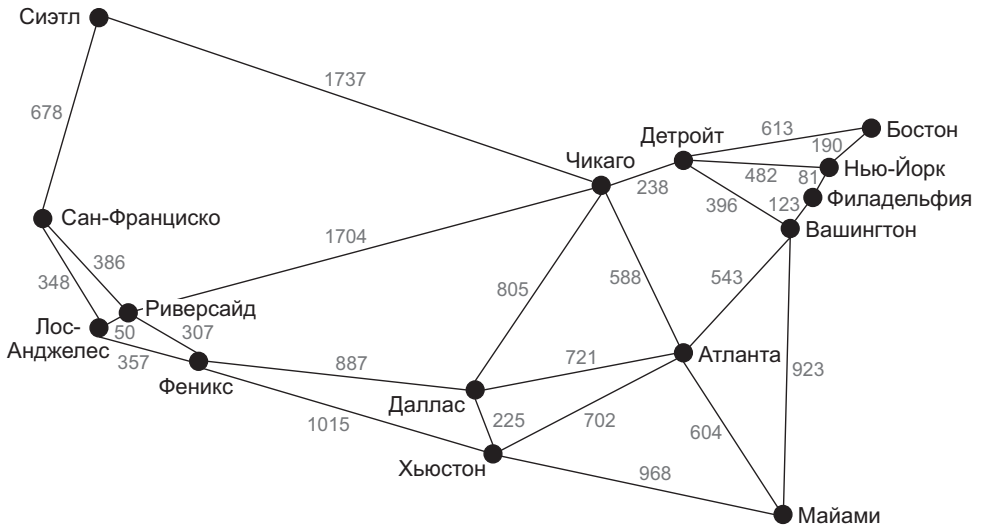 Сиэтл
1737
678
Детройт
613
Бостон
190
Чикаго
238
482
81
Нью-Йорк
396
123
Филадельфия
Вашингтон
Сан-Франциско
1704
386
348
805
588
543
Риверсайд
Лос-
Анджелес
50
307
357
Феникс
887
721
Атланта
923
Даллас
1015
225
702
604
Хьюстон
968
Майами